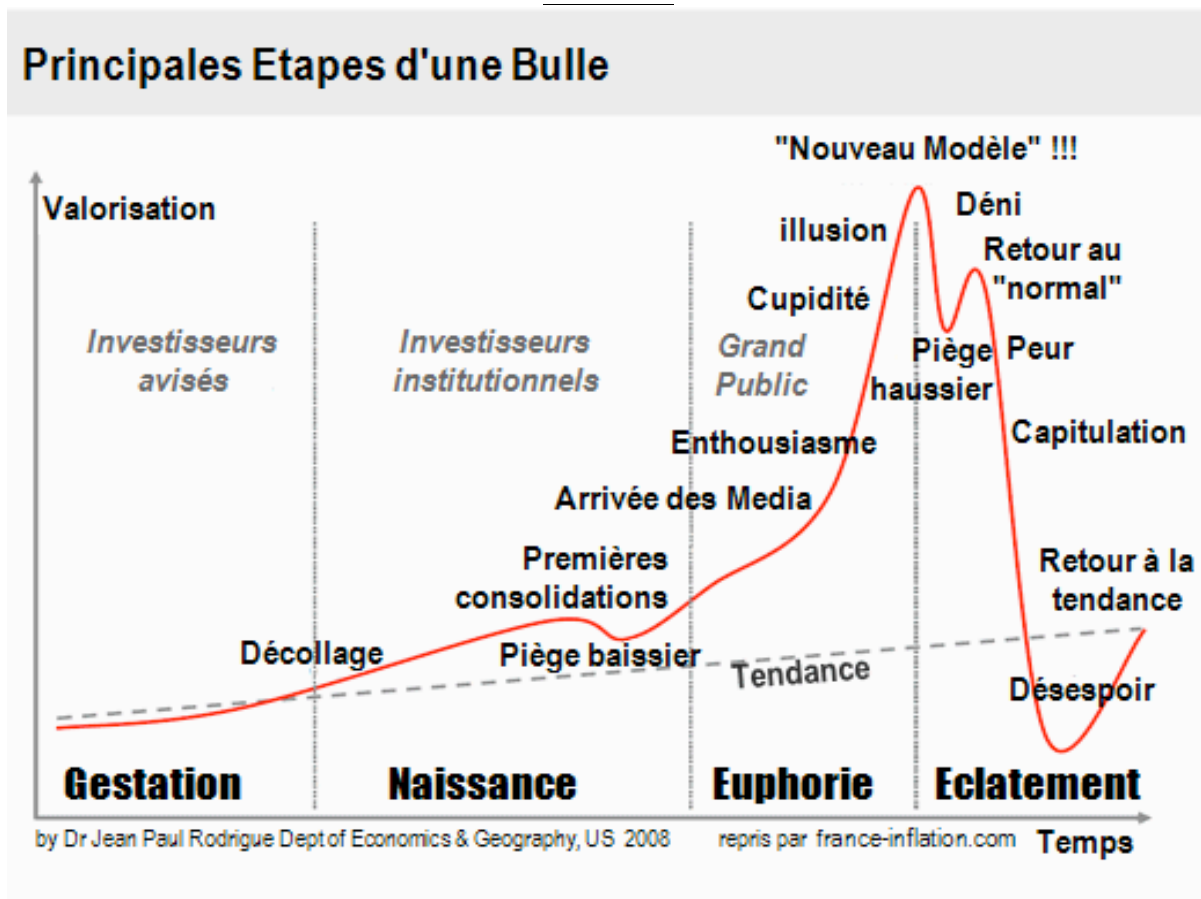 Principales Etapes d'une Bulle
"Nouveau Modèle" !!!
Valorisation
Déni
illusion
Retour au
"normal"
Cupidité
Investisseurs
avisés
Investisseurs
institutionnels
Grand
Public
Piège
haussier
Peur
Enthousiasme
Capitulation
Arrivée des Media
Premières
consolidations
Retour à la
tendance
Décollage
Piège baissier
Tendance
Désespoir
Gestation
Naissance
Euphorie
Eclatement
by Dr Jean Paul Rodrigue Dept of Economics & Geography, US 2008
repris par france-inflation.com
Temps